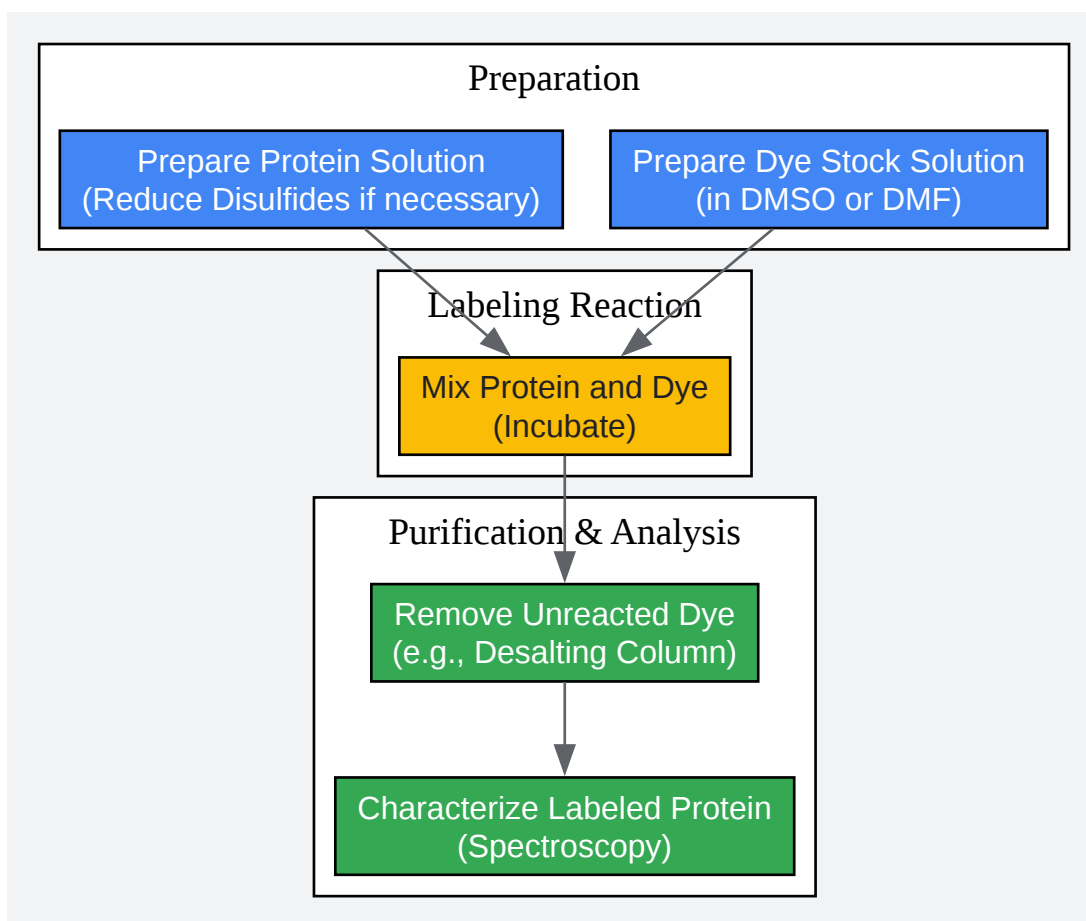 Preparation
Prepare Protein Solution
(Reduce Disulfides if necessary)
Prepare Dye Stock Solution
(in DMSO or DMF)
Labeling Reaction
Mix Protein and Dye
(Incubate)
Purification & Analysis
Remove Unreacted Dye
(e.g., Desalting Column)
Characterize Labeled Protein
(Spectroscopy)